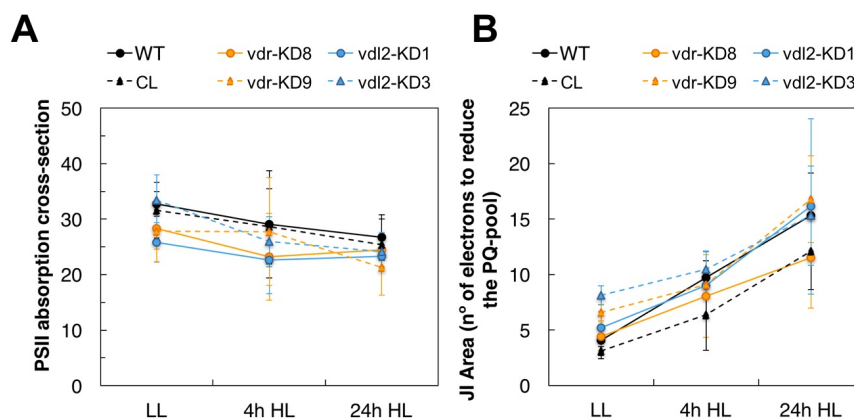 A
WT
vdr-KD8
vdl2-KD1
CL
vdr-KD9
vdl2-KD3
PSII absorption cross-section
50
40
30
20
10
0
LL
4h HL
24h HL
B
WT
vdr-KD8
vdl2-KD1
CL
vdr-KD9
vdl2-KD3
JI Area (n° of electrons to reduce
the PQ-pool)
25
20
15
10
5
0
LL
4h HL
24h HL